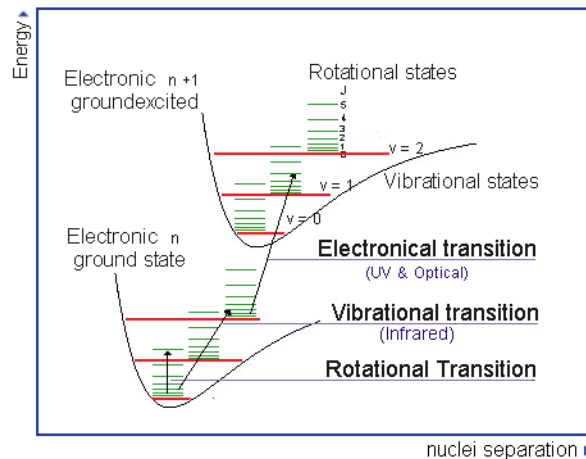 Energy
Electronic n +1
groundexcited
Rotational states
J
5
4
3
2
1
0
v = 2
v = 1
Vibrational states
v = 0
Electronic n
ground state
Electronical transition
(UV & Optical)
Vibrational transition
(Infrared)
Rotational Transition
nuclei separation